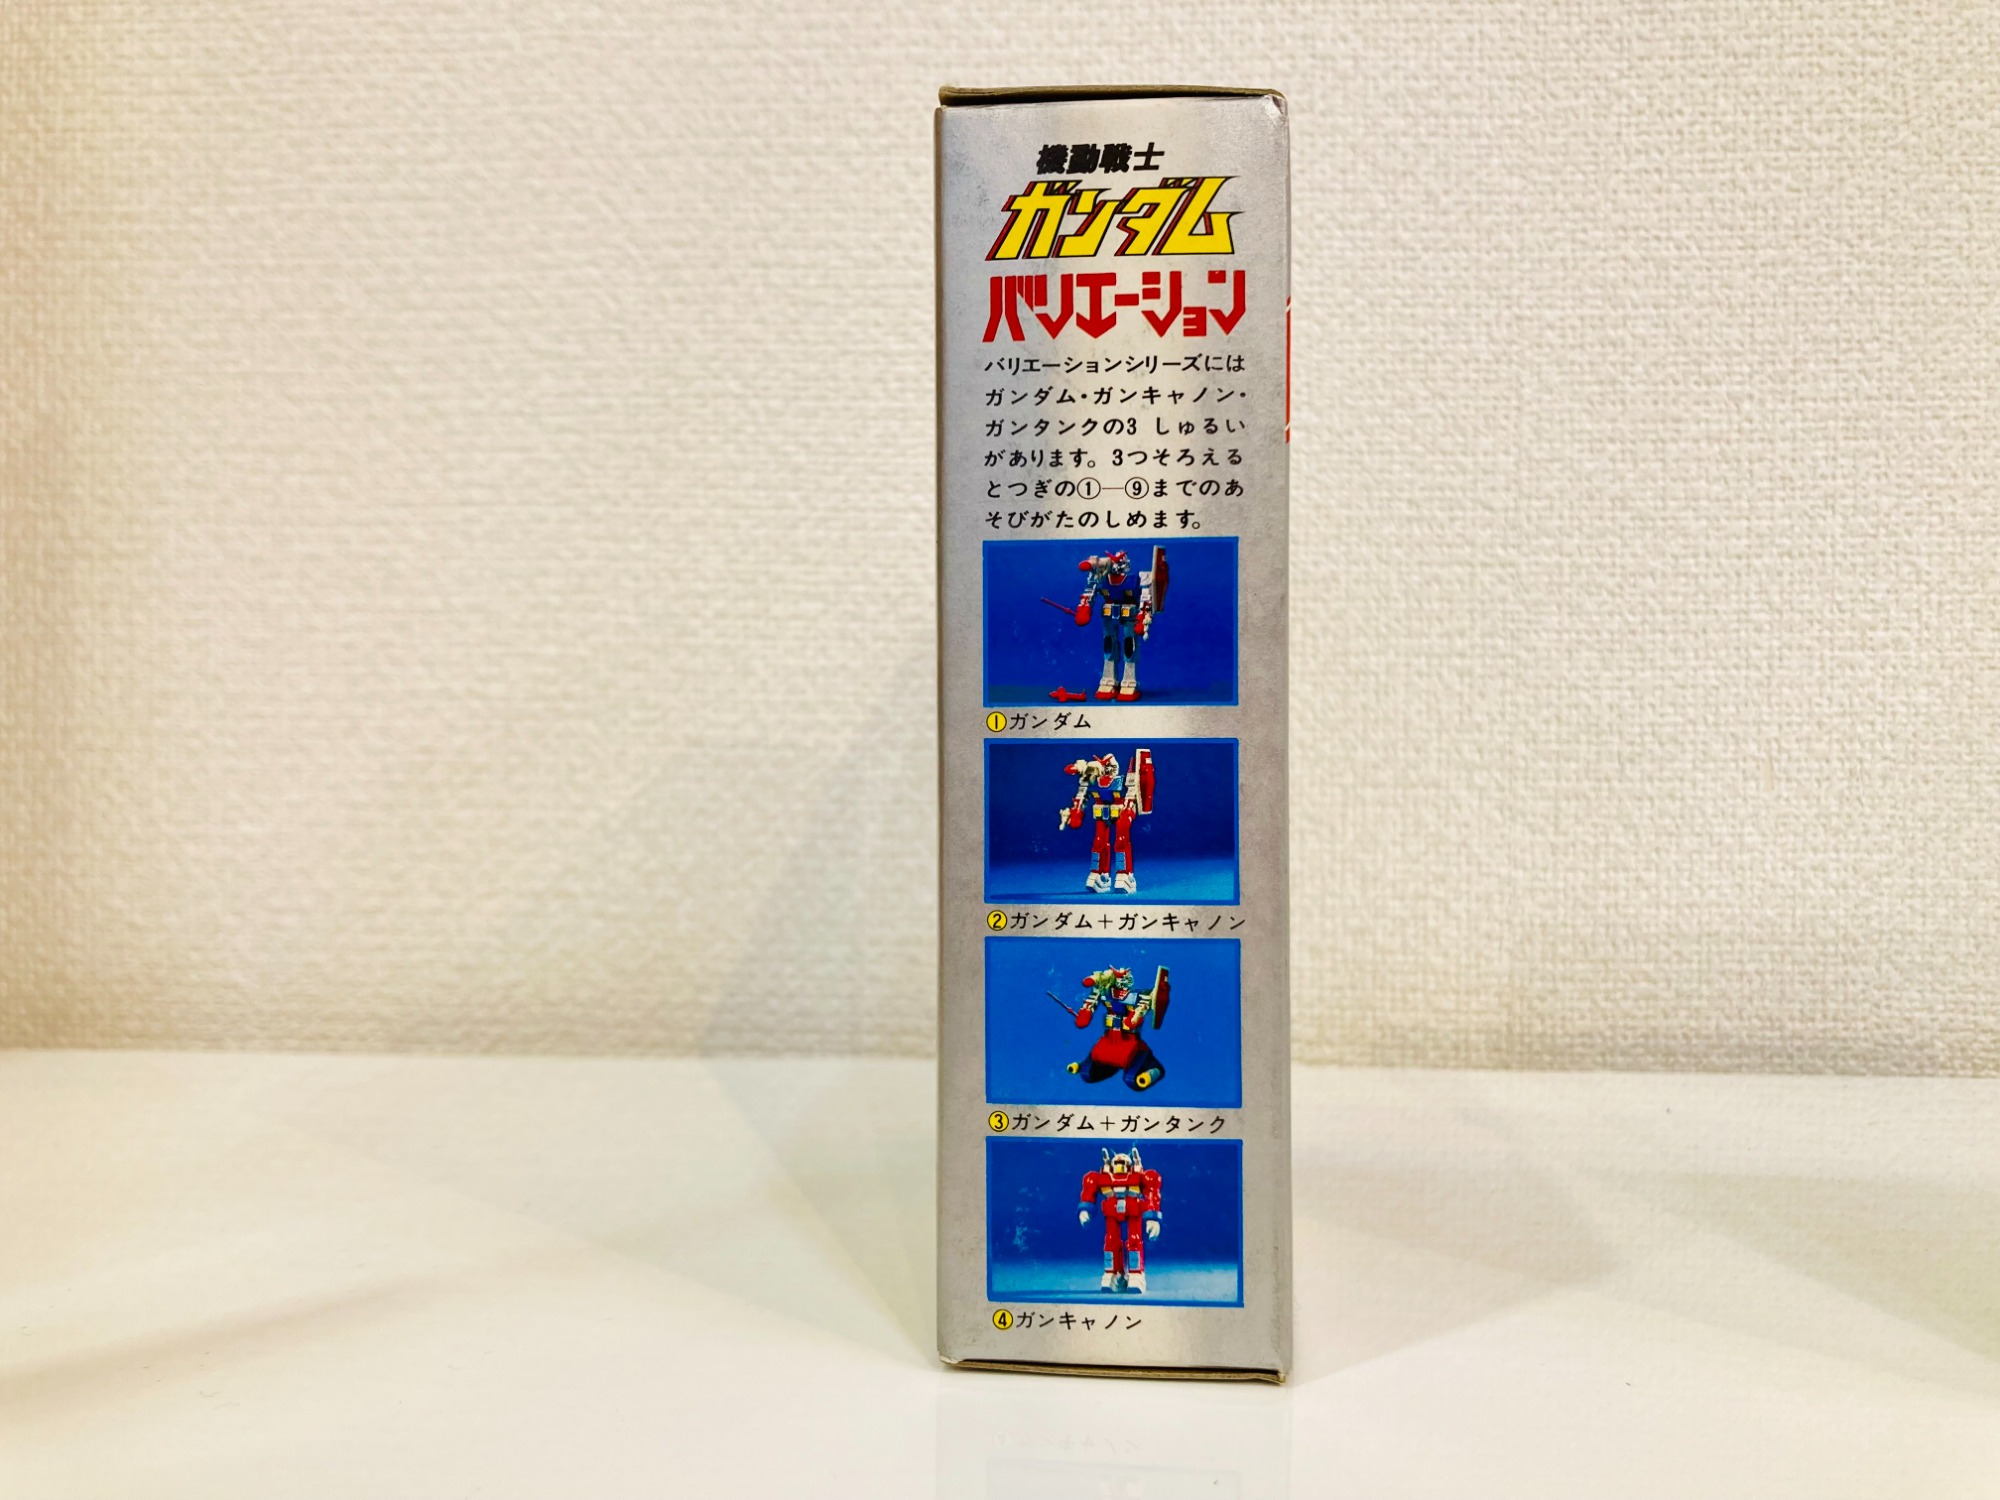 機動戦士
ガンダム
バリエーション
バリエーションシリーズには
ガンダム・ガンキャノン・
ガンタンクの3 しゅるい
があります。3つそろえる
とつぎの①―⑨までのあ
そびがたのしめます。
①ガンダム
②ガンダム＋ガンキャノン
③ガンダム＋ガンタンク
④ガンキャノン